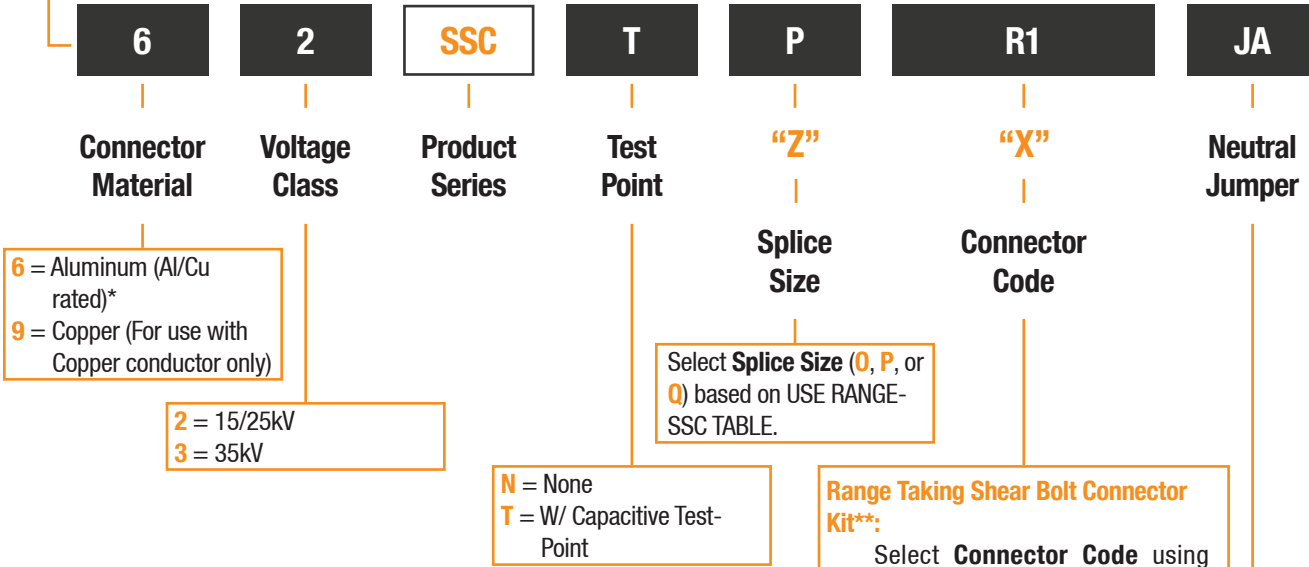 6 2 SSC T P R1 JA
Connector Material
Voltage Class
Product Series
Test Point
“Z”
“X”
Neutral Jumper
Splice Size
Connector Code
6 = Aluminum (Al/Cu
rated)*
9 = Copper (For use with
Copper conductor only)
2 = 15/25kV
3 = 35kV
Select Splice Size (O, P, or
Q) based on USE RANGE-
SSC TABLE.
N = None
T = W/ Capacitive Test-
Point
Range Taking Shear Bolt Connector
Kit**:
Select Connector Code using